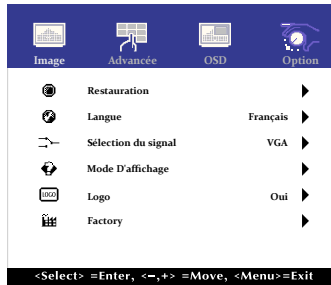 Image Advancée OSD Option
Restauration
Langue Français
Sélection du signal VGA
Mode D'affichage
LOGO Logo Oui
Factory
<Select> =Enter, <-,+> =Move, <Menu>=Exit